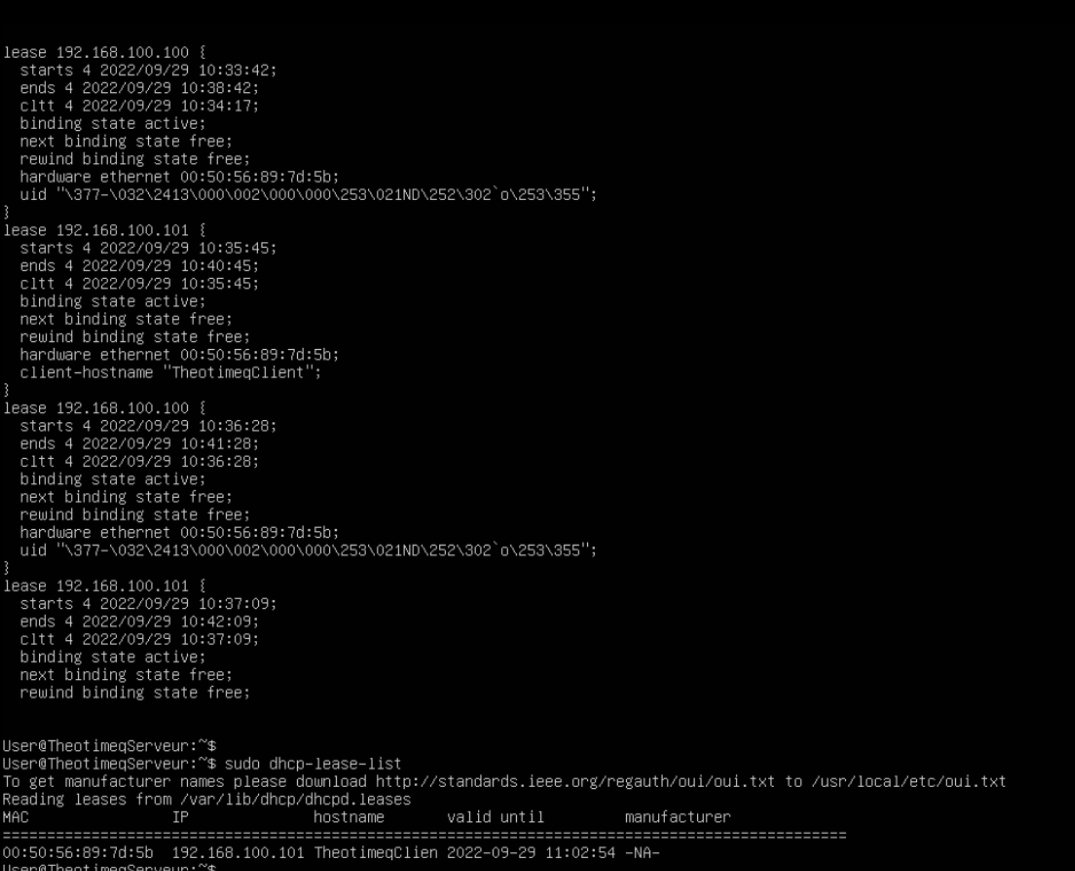 lease 192.168.100.100 {
  starts 4 2022/09/29 10:33:42;
  ends 4 2022/09/29 10:38:42;
  cltt 4 2022/09/29 10:34:17;
  binding state active;
  next binding state free;
  rewind binding state free;
  hardware ethernet 00:50:56:89:7d:5b;
  uid "\377-\032\2413\000\002\000\000\253\021ND\252\302`o\253\355";
}
lease 192.168.100.101 {
  starts 4 2022/09/29 10:35:45;
  ends 4 2022/09/29 10:40:45;
  cltt 4 2022/09/29 10:35:45;
  binding state active;
  next binding state free;
  rewind binding state free;
  hardware ethernet 00:50:56:89:7d:5b;
  client-hostname "TheotimeqClient";
}
lease 192.168.100.100 {
  starts 4 2022/09/29 10:36:28;
  ends 4 2022/09/29 10:41:28;
  cltt 4 2022/09/29 10:36:28;
  binding state active;
  next binding state free;
  rewind binding state free;
  hardware ethernet 00:50:56:89:7d:5b;
  uid "\377-\032\2413\000\002\000\000\253\021ND\252\302`o\253\355";
}
lease 192.168.100.101 {
  starts 4 2022/09/29 10:37:09;
  ends 4 2022/09/29 10:42:09;
  cltt 4 2022/09/29 10:37:09;
  binding state active;
  next binding state free;
  rewind binding state free;
User@TheotimeqServeur:~$
User@TheotimeqServeur:~$ sudo dhcp-lease-list
To get manufacturer names please download http://standards.ieee.org/regauth/oui/oui.txt to /usr/local/etc/oui.txt
Reading leases from /var/lib/dhcp/dhcpd.leases
MAC                IP              hostname       valid until         manufacturer
===============================================================================================
00:50:56:89:7d:5b  192.168.100.101 TheotimeqClien 2022-09-29 11:02:54 -NA-
User@TheotimeqServeur:~$